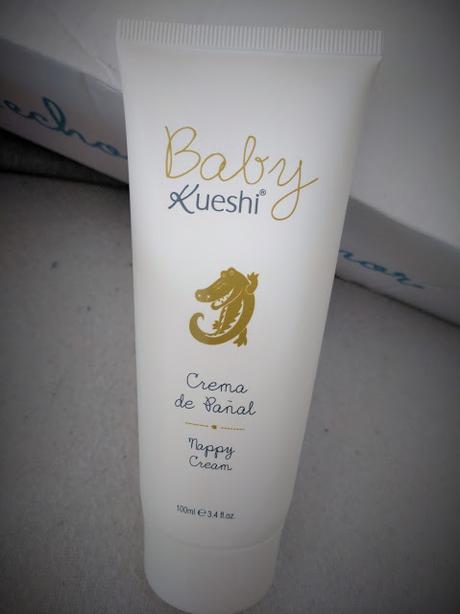 Baby
Kueshi®
Crema
de Pañal
Nappy
Cream
100ml ℮ 3.4 fl.oz.